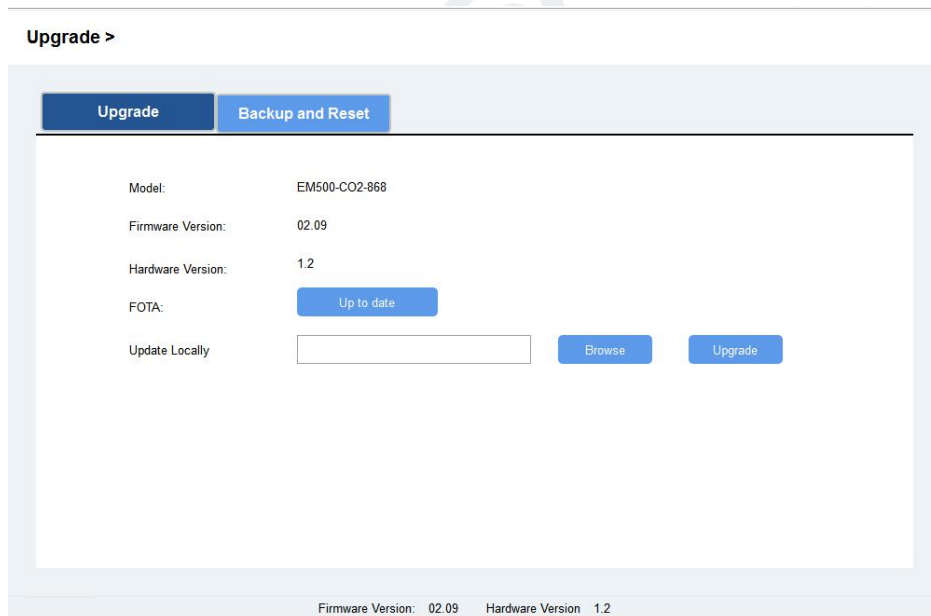 Upgrade >
Upgrade Backup and Reset
Model: EM500-CO2-868
Firmware Version: 02.09
Hardware Version: 1.2
FOTA: Up to date
Update Locally Browse Upgrade
Firmware Version: 02.09 Hardware Version 1.2